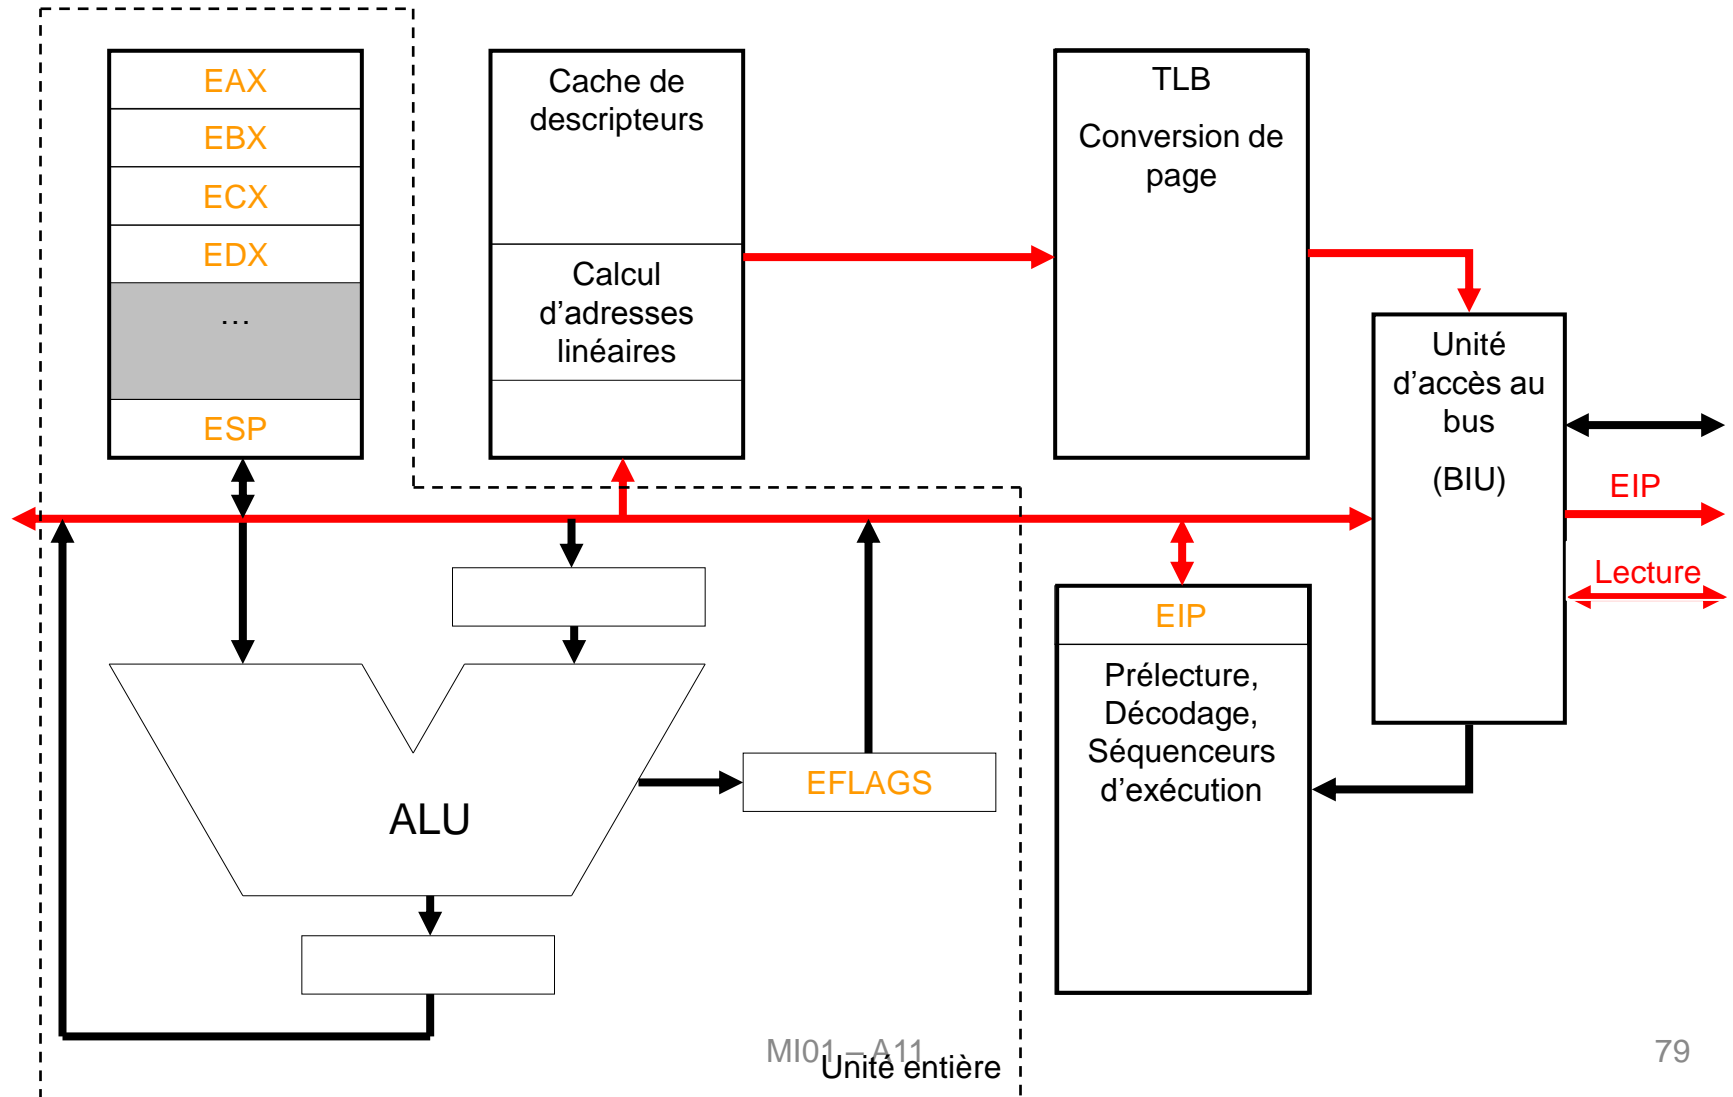 EAX
EBX
ECX
EDX
…
ESP
Cache de
descripteurs
Calcul
d’adresses
linéaires
TLB
Conversion de
page
Unité
d’accès au
bus
(BIU)
EIP
Lecture
EIP
Prélecture,
Décodage,
Séquenceurs
d’exécution
EFLAGS
ALU
MI01 – A11
Unité entière
79